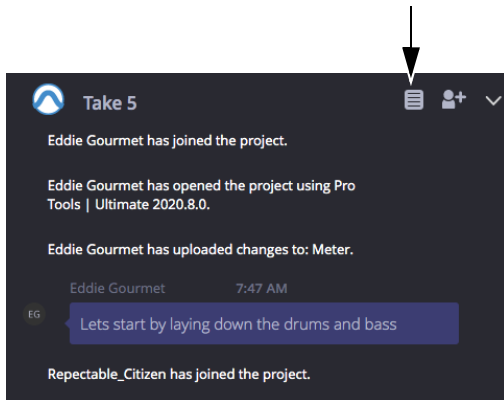 Take 5
Eddie Gourmet has joined the project.
Eddie Gourmet has opened the project using Pro
Tools | Ultimate 2020.8.0.
Eddie Gourmet has uploaded changes to: Meter.
Eddie Gourmet 7:47 AM
EG
Lets start by laying down the drums and bass
Repectable_Citizen has joined the project.